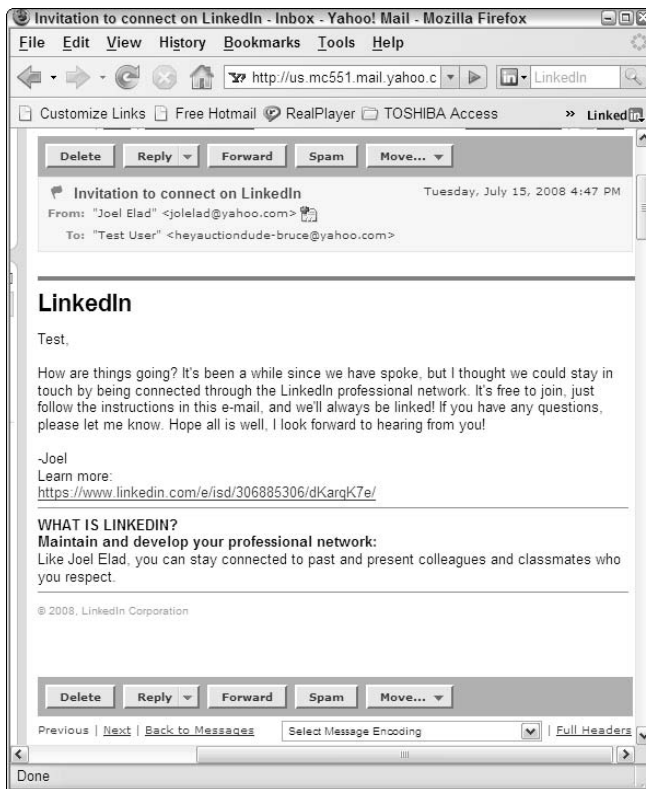 Invitation to connect on LinkedIn - Inbox - Yahoo! Mail - Mozilla Firefox
File Edit View History Bookmarks Tools Help
http://us.mc551.mail.yahoo.c LinkedIn
Customize Links Free Hotmail RealPlayer TOSHIBA Access » Linked in
Delete Reply Forward Spam Move...
Invitation to connect on LinkedIn Tuesday, July 15, 2008 4:47 PM
From: "Joel Elad" <jolelad@yahoo.com>
To: "Test User" <heyauctiondude-bruce@yahoo.com>
LinkedIn
Test,
How are things going? It's been a while since we have spoke, but I thought we could stay in
touch by being connected through the LinkedIn professional network. It's free to join, just
follow the instructions in this e-mail, and we'll always be linked! If you have any questions,
please let me know. Hope all is well, I look forward to hearing from you!
-Joel
Learn more:
https://www.linkedin.com/e/isd/306885306/dKarqK7e/
WHAT IS LINKEDIN?
Maintain and develop your professional network:
Like Joel Elad, you can stay connected to past and present colleagues and classmates who
you respect.
© 2008, LinkedIn Corporation
Delete Reply Forward Spam Move...
Previous | Next | Back to Messages Select Message Encoding | Full Headers
Done